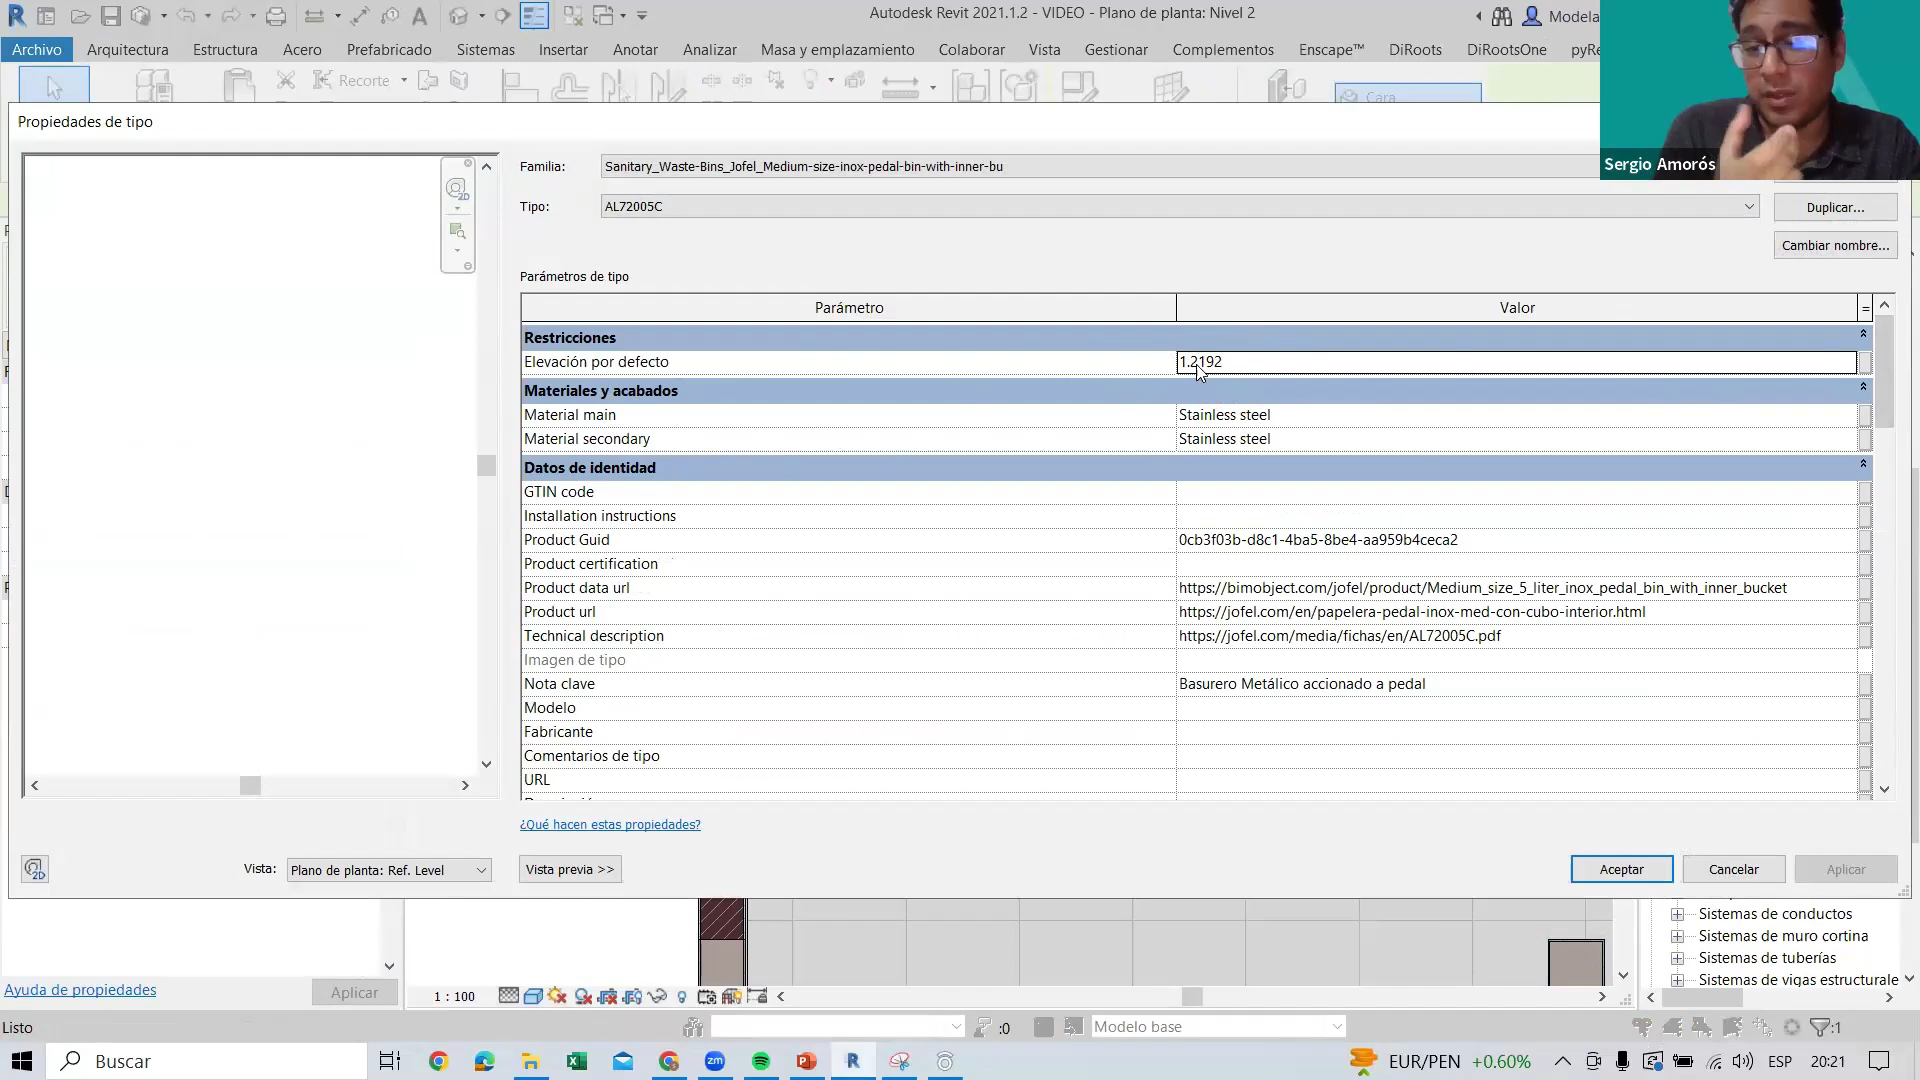 Autodesk Revit 2021.1.2 - VIDEO - Plano de planta: Nivel 2
Archivo
Arquitectura
Estructura
Acero
Prefabricado
Sistemas
Insertar
Anotar
Analizar
Masa y emplazamiento
Colaborar
Vista
Gestionar
Complementos
Enscape™
DiRoots
DiRootsOne
Recorte
Cara
Sergio Amorós
Propiedades de tipo
Familia:
Sanitary_Waste-Bins_Jofel_Medium-size-inox-pedal-bin-with-inner-bu
Tipo:
AL72005C
Duplicar...
Cambiar nombre...
Parámetros de tipo
Parámetro
Valor
=
Restricciones
Elevación por defecto
1.2192
Materiales y acabados
Material main
Stainless steel
Material secondary
Stainless steel
Datos de identidad
GTIN code
Installation instructions
Product Guid
0cb3f03b-d8c1-4ba5-8be4-aa959b4ceca2
Product certification
Product data url
https://bimobject.com/jofel/product/Medium_size_5_liter_inox_pedal_bin_with_inner_bucket
Product url
https://jofel.com/en/papelera-pedal-inox-med-con-cubo-interior.html
Technical description
https://jofel.com/media/fichas/en/AL72005C.pdf
Imagen de tipo
Nota clave
Basurero Metálico accionado a pedal
Modelo
Fabricante
Comentarios de tipo
URL
¿Qué hacen estas propiedades?
Vista:
Plano de planta: Ref. Level
Vista previa >>
Aceptar
Cancelar
Aplicar
Sistemas de conductos
Sistemas de muro cortina
Sistemas de tuberías
Sistemas de vigas estructurale
Ayuda de propiedades
Aplicar
1 : 100
Listo
:0
Modelo base
:1
Buscar
EUR/PEN +0.60%
ESP
20:21